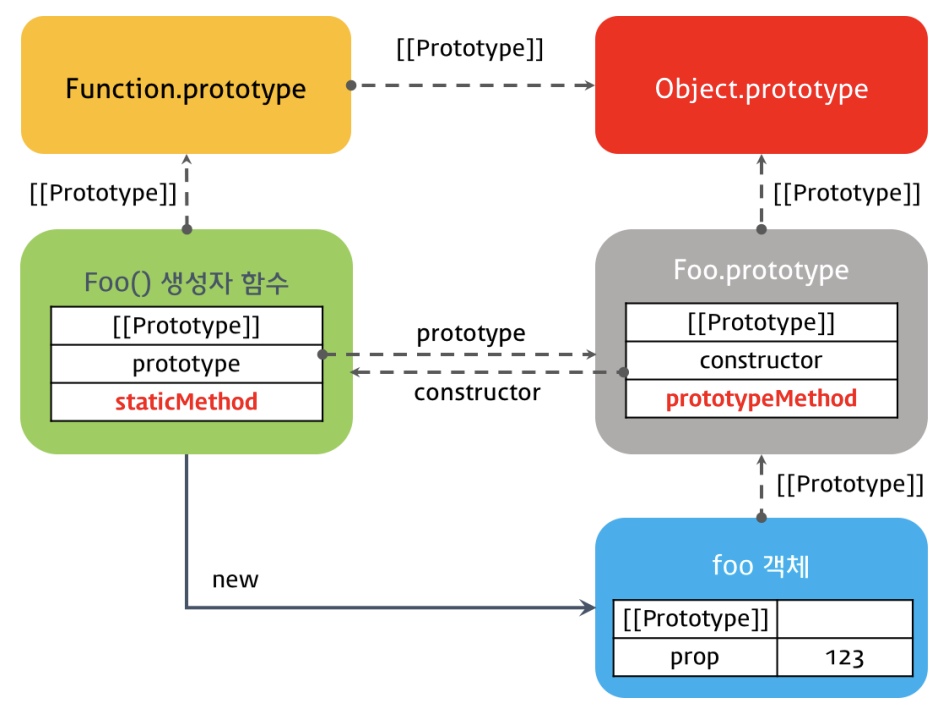 [[Prototype]]
Function.prototype
Object.prototype
[[Prototype]]
[[Prototype]]
Foo() 생성자 함수
[[Prototype]]
prototype
staticMethod
prototype
constructor
Foo.prototype
[[Prototype]]
constructor
prototypeMethod
[[Prototype]]
new
foo 객체
[[Prototype]]
prop 123